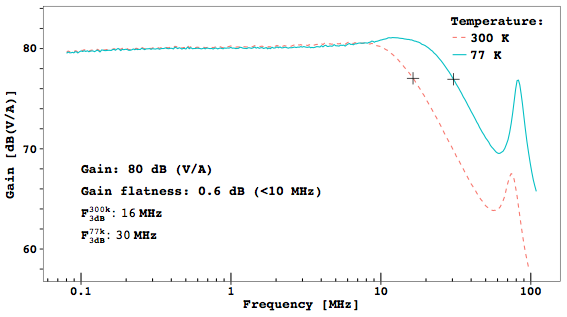 Temperature:
300 K
77 K
80
70
60
Gain [dB(V/A)]
Gain: 80 dB (V/A)
Gain flatness: 0.6 dB (<10 MHz)
F300k3dB: 16 MHz
F77k3dB: 30 MHz
0.1 1 10 100
Frequency [MHz]